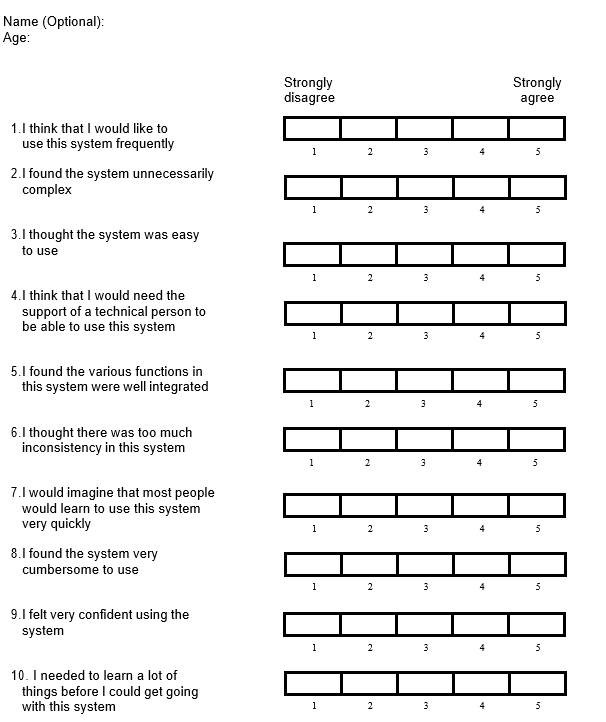 Name (Optional):
Age:
Strongly Strongly
disagree agree
1.I think that I would like to
use this system frequently
1 2 3 4 5
2.I found the system unnecessarily
complex
1 2 3 4 5
3.I thought the system was easy
to use
1 2 3 4 5
4.I think that I would need the
support of a technical person to
be able to use this system
1 2 3 4 5
5.I found the various functions in
this system were well integrated
1 2 3 4 5
6.I thought there was too much
inconsistency in this system
1 2 3 4 5
7.I would imagine that most people
would learn to use this system
very quickly
1 2 3 4 5
8.I found the system very
cumbersome to use
1 2 3 4 5
9.I felt very confident using the
system
1 2 3 4 5
10. I needed to learn a lot of
things before I could get going
with this system
1 2 3 4 5